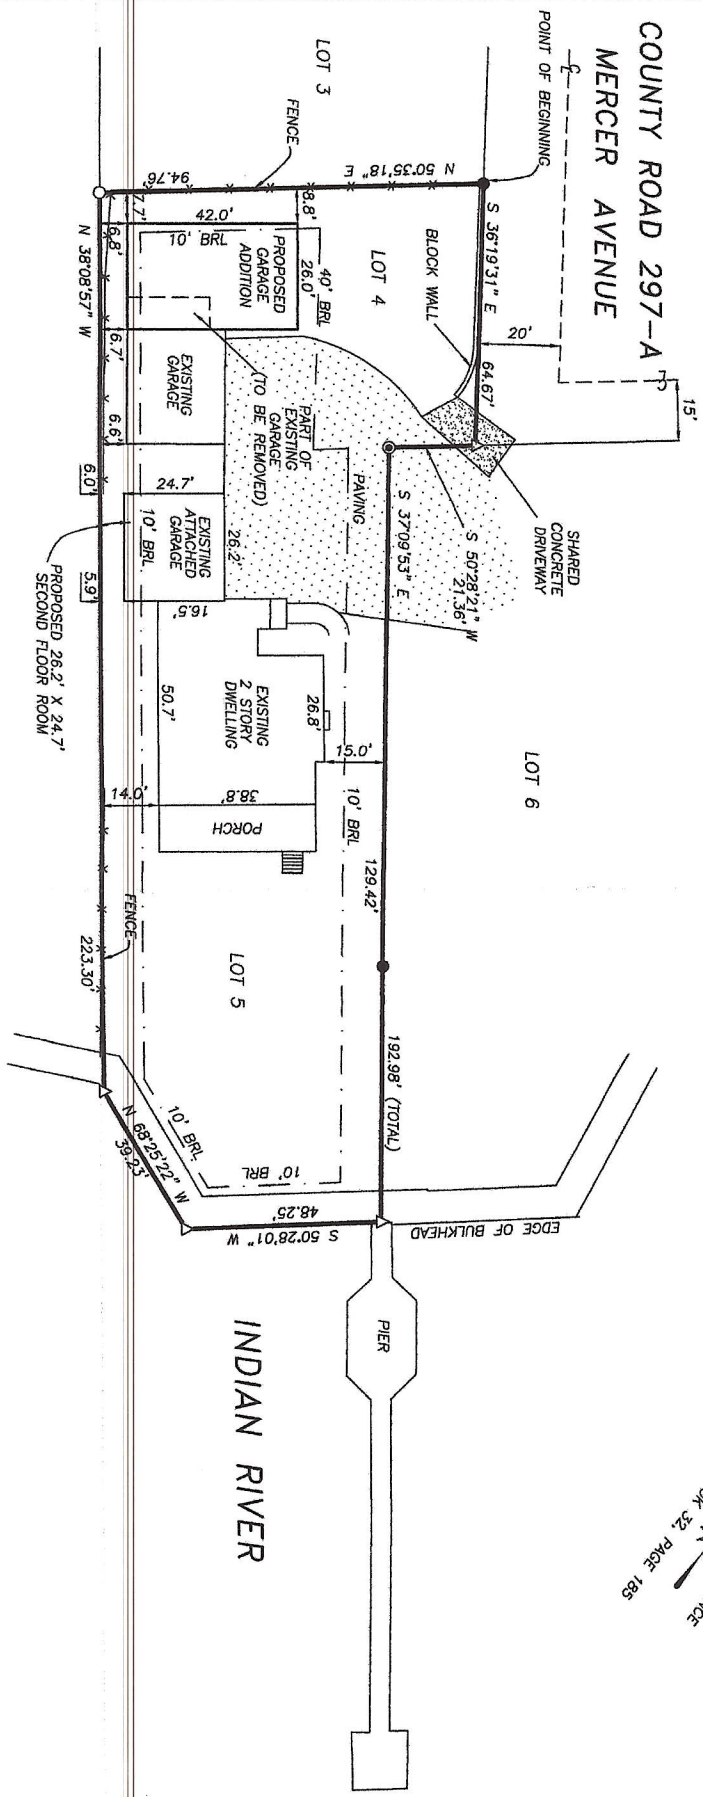 COUNTY ROAD 297-A
MERCER AVENUE
℄
℄
15'
20'
POINT OF BEGINNING
LOT 3
FENCE
N 50°35'18" E
94.76
S 36°19'31" E
64.67'
BLOCK WALL
LOT 4
40' BRL
26.0'
8.8'
42.0'
10' BRL
PROPOSED
GARAGE
ADDITION
7.7'
6.8'
N 38°08'57" W
6.7'
EXISTING
GARAGE
6.6'
PART OF
EXISTING
GARAGE
(TO BE REMOVED)
PAVING
SHARED
CONCRETE
DRIVEWAY
S 50°28'21" W
21.36'
S 37°09'53" E
6.0'
24.7'
EXISTING
ATTACHED
GARAGE
10' BRL
26.2'
5.9'
16.5'
PROPOSED 26.2' X 24.7'
SECOND FLOOR ROOM
EXISTING
2 STORY
DWELLING
50.7'
26.8'
15.0'
LOT 6
14.0'
38.8'
PORCH
10' BRL
129.42'
FENCE
223.30'
LOT 5
192.98' (TOTAL)
10' BRL
N 68°25'22" W
39.23'
10' BRL
48.25'
S 50°28'01" W
EDGE OF BULKHEAD
PIER
INDIAN RIVER
32, PAGE 185